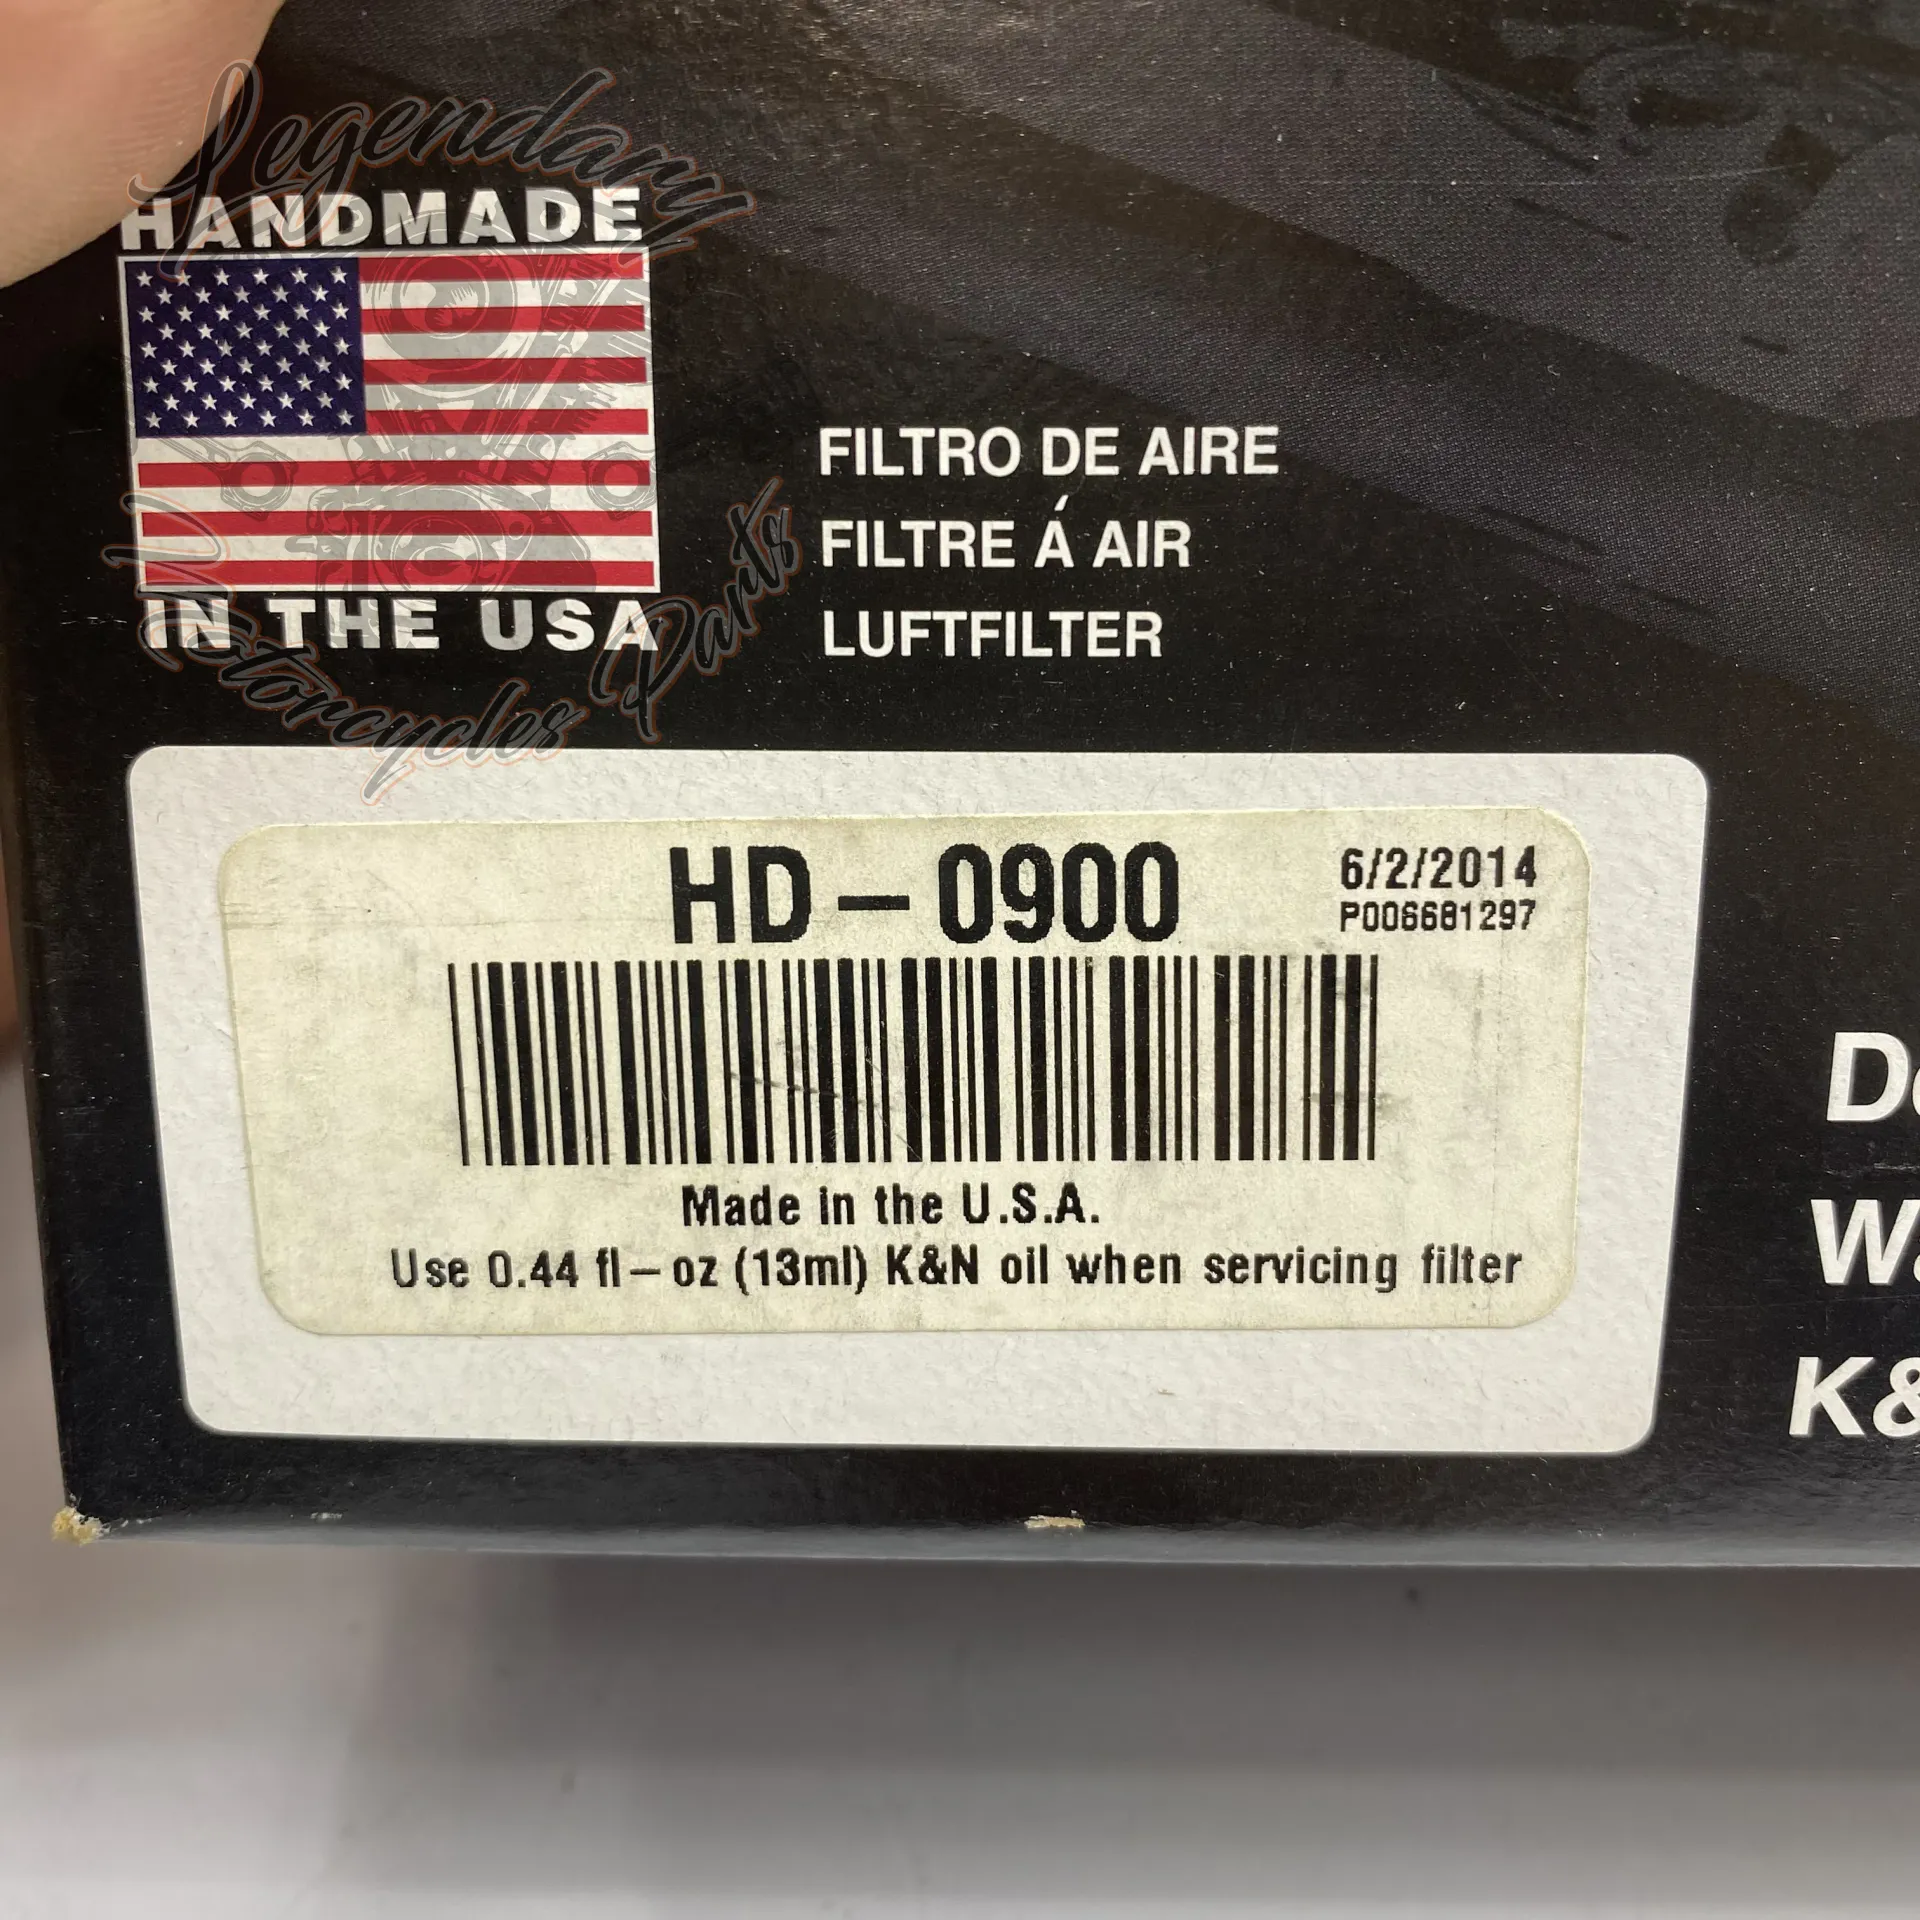 Legendary
HANDMADE
IN THE USA
Motorcycles Parts
FILTRO DE AIRE
FILTRE Á AIR
LUFTFILTER
HD-0900
6/2/2014
P006681297
Made in the U.S.A.
Use 0.44 fl-oz (13ml) K&N oil when servicing filter
K&